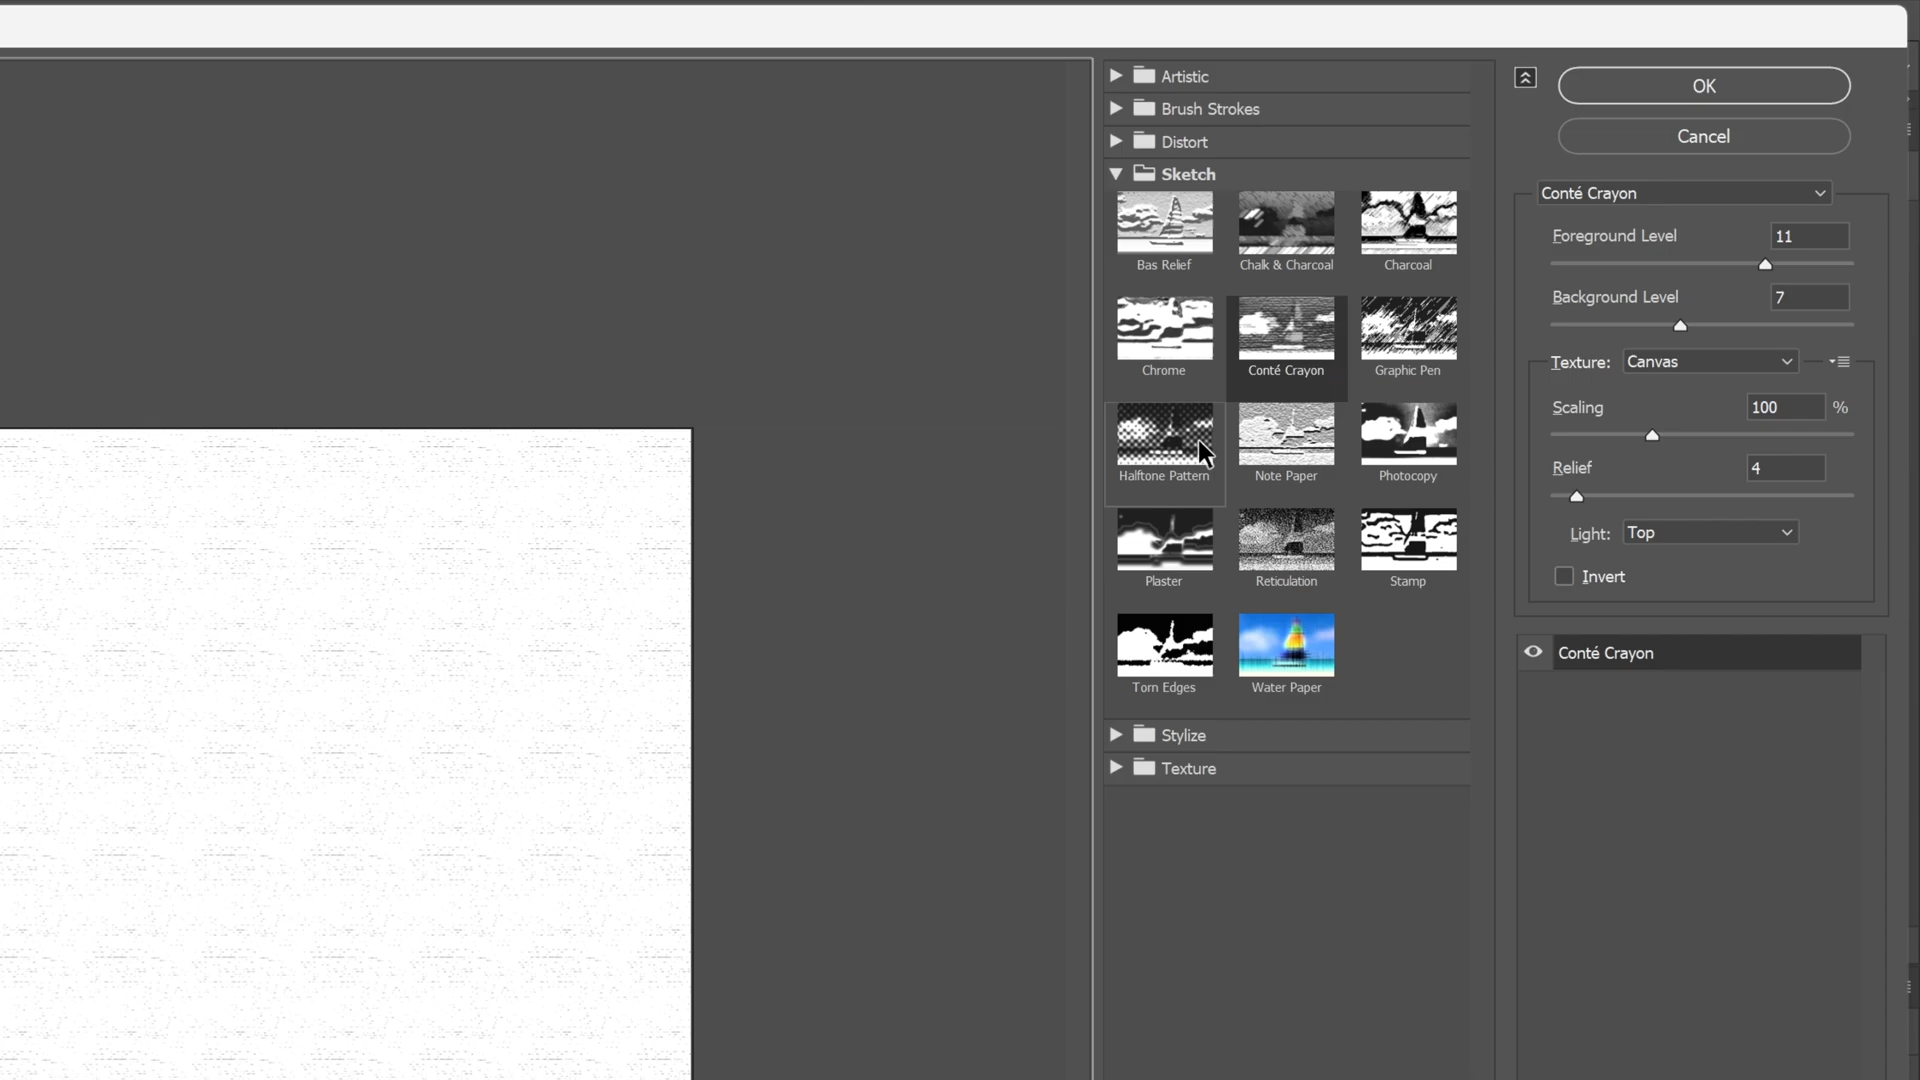 Artistic
Brush Strokes
Distort
Sketch
Bas Relief
Chalk & Charcoal
Charcoal
Chrome
Conté Crayon
Graphic Pen
Halftone Pattern
Note Paper
Photocopy
Plaster
Reticulation
Stamp
Torn Edges
Water Paper
Stylize
Texture
OK
Cancel
Conté Crayon
Foreground Level 11
Background Level 7
Texture: Canvas
Scaling 100 %
Relief 4
Light: Top
Invert
Conté Crayon